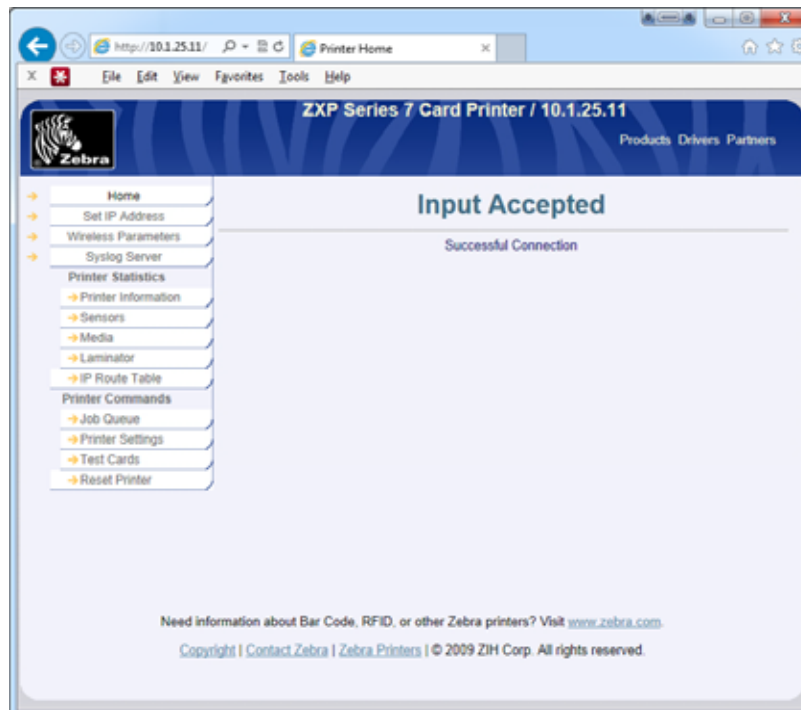 http://10.1.25.11/
Printer Home
File Edit View Favorites Tools Help
ZXP Series 7 Card Printer / 10.1.25.11
Zebra
Products Drivers Partners
Home
Set IP Address
Wireless Parameters
Syslog Server
Printer Statistics
Printer Information
Sensors
Media
Laminator
IP Route Table
Printer Commands
Job Queue
Printer Settings
Test Cards
Reset Printer
Input Accepted
Successful Connection
Need information about Bar Code, RFID, or other Zebra printers? Visit www.zebra.com.
Copyright | Contact Zebra | Zebra Printers | © 2009 ZIH Corp. All rights reserved.